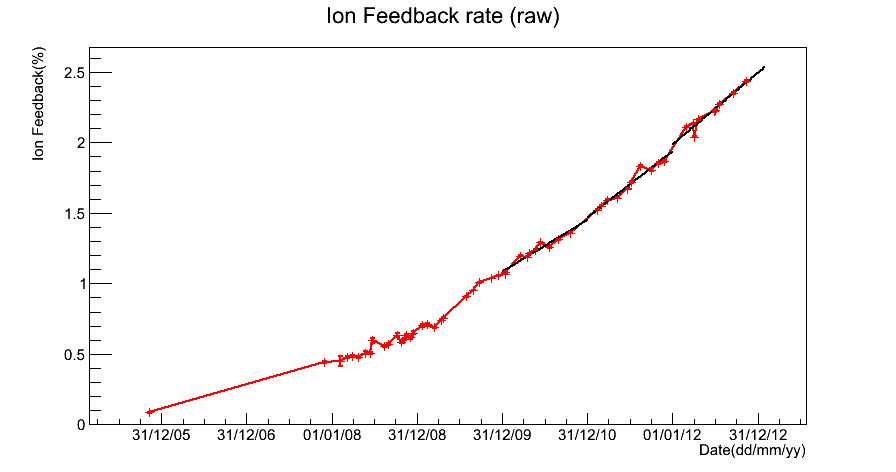 Ion Feedback rate (raw)
Ion Feedback(%)
2.5
2
1.5
1
0.5
0
31/12/05 31/12/06 01/01/08 31/12/08 31/12/09 31/12/10 01/01/12 31/12/12
Date(dd/mm/yy)